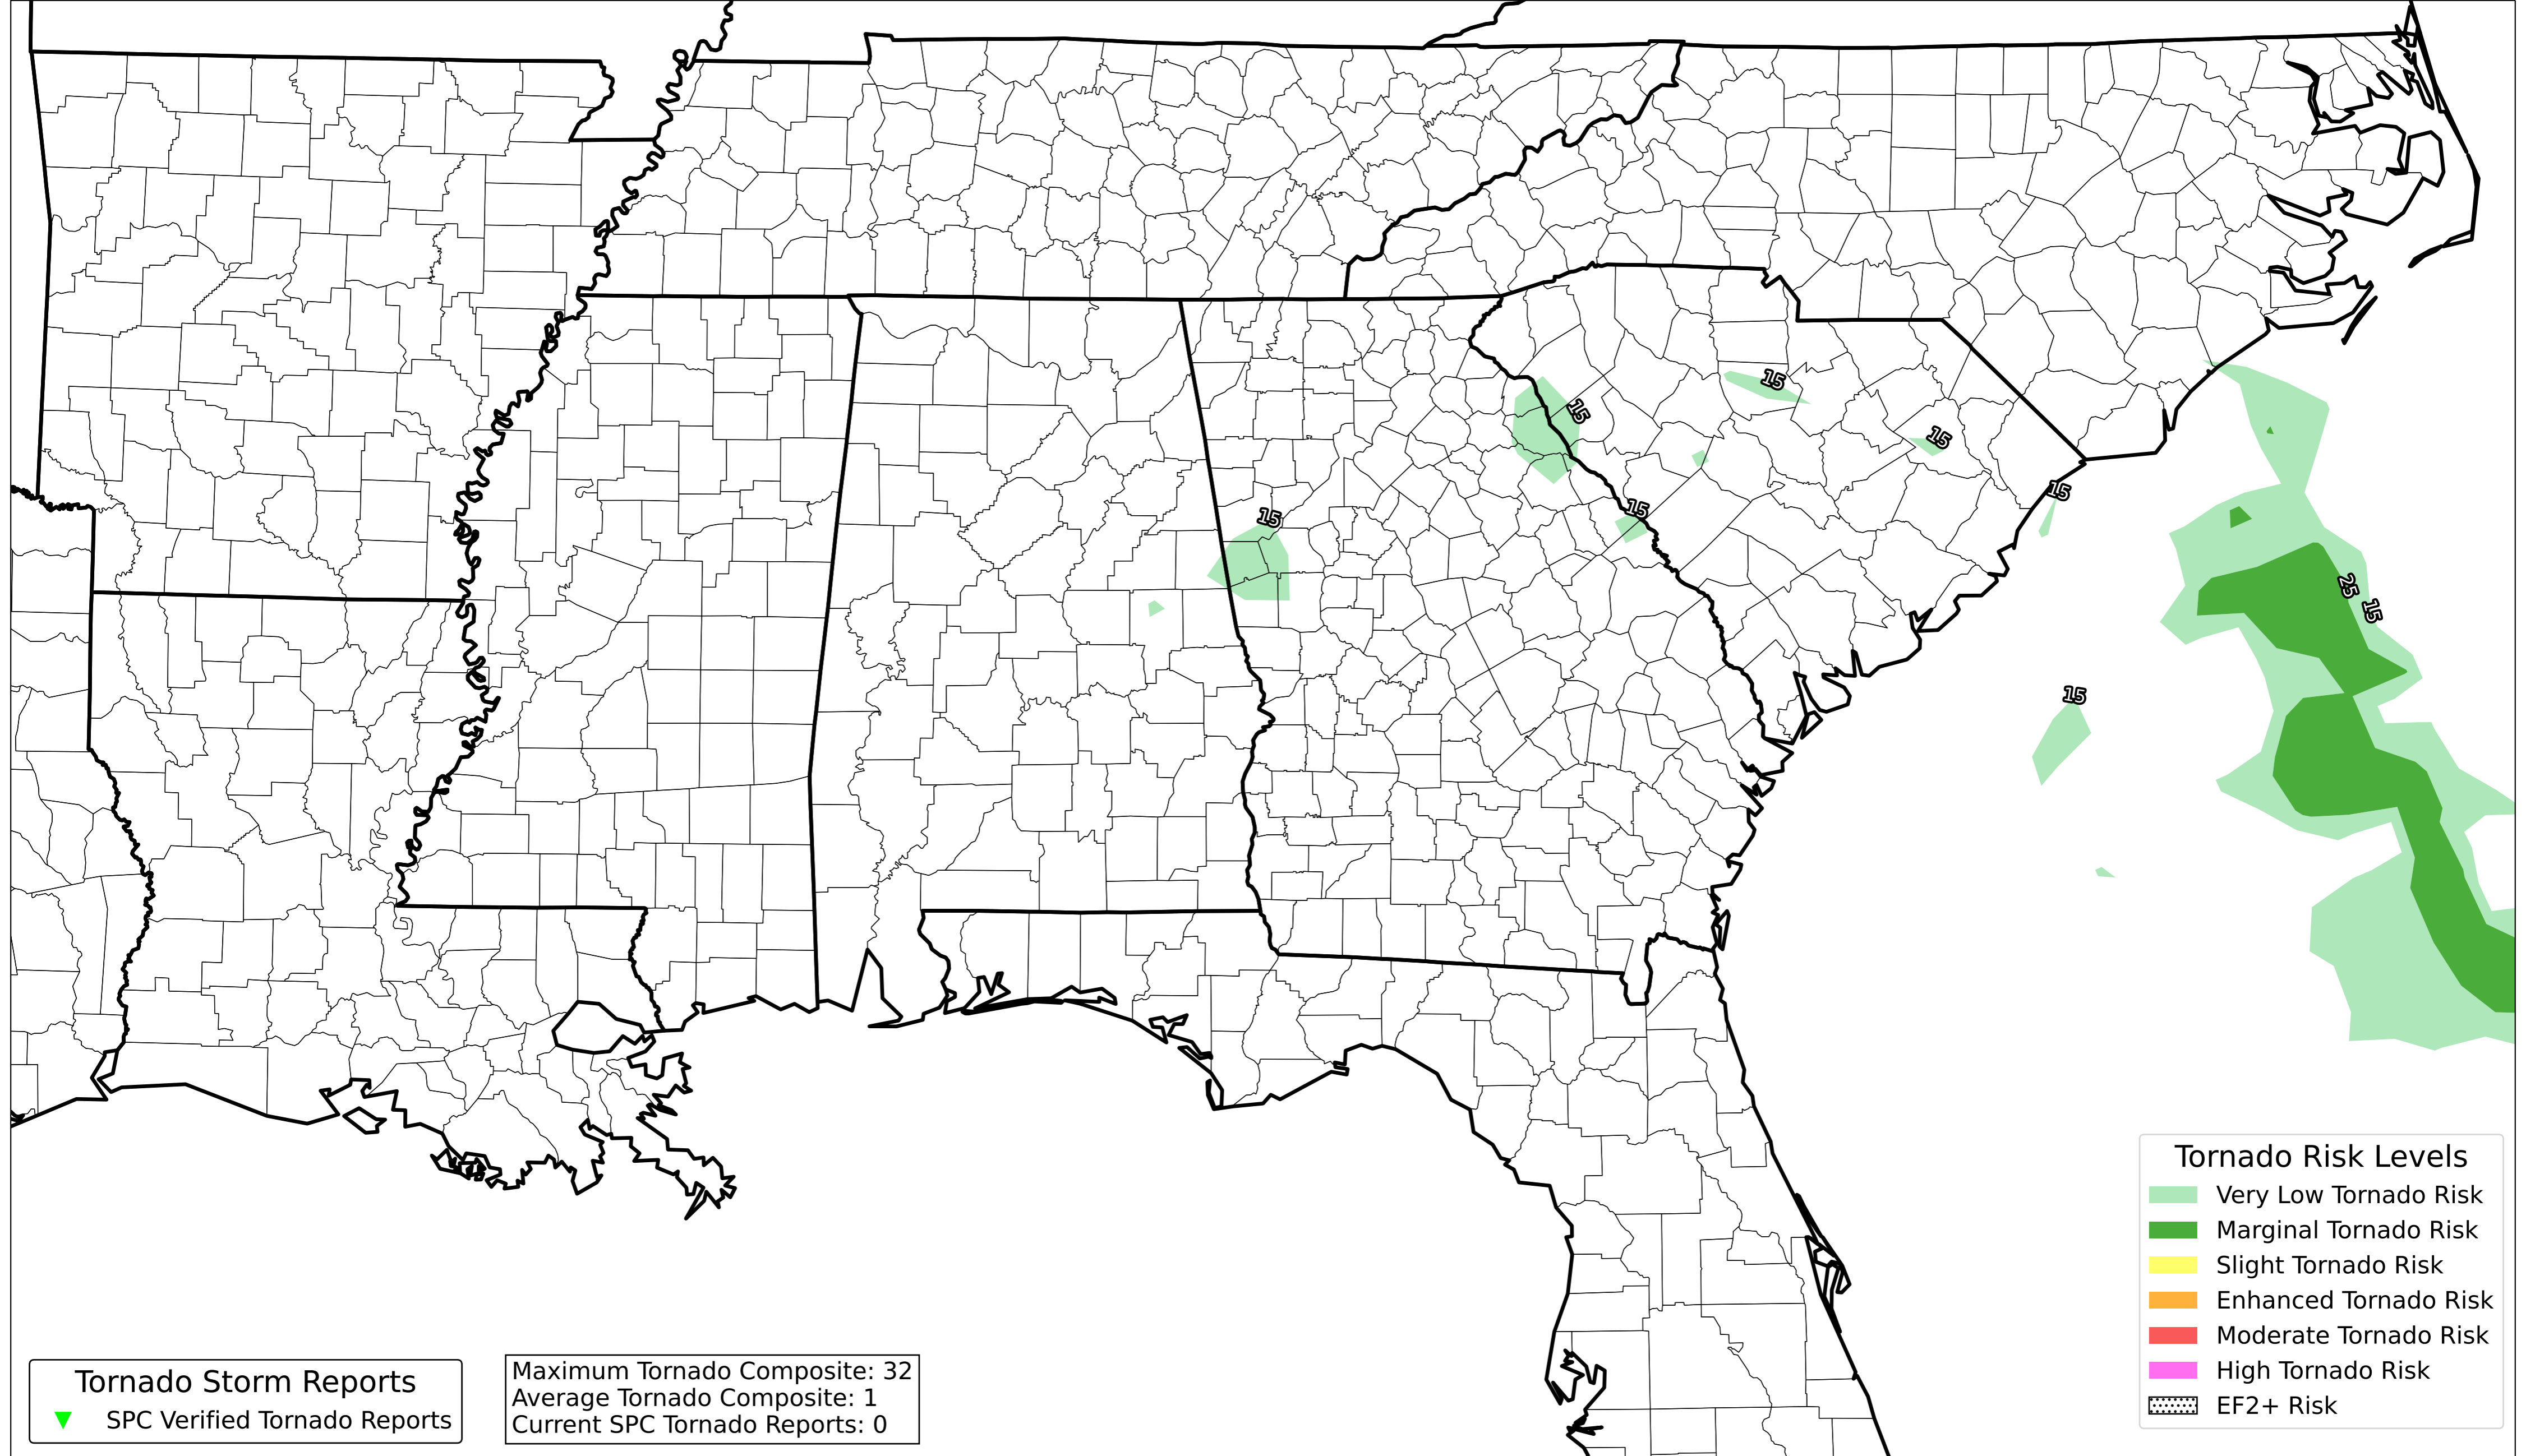 15
15
15
15
15
15
25
15
15
Tornado Risk Levels
Very Low Tornado Risk
Marginal Tornado Risk
Slight Tornado Risk
Enhanced Tornado Risk
Moderate Tornado Risk
High Tornado Risk
EF2+ Risk
Tornado Storm Reports
SPC Verified Tornado Reports
Maximum Tornado Composite: 32
Average Tornado Composite: 1
Current SPC Tornado Reports: 0